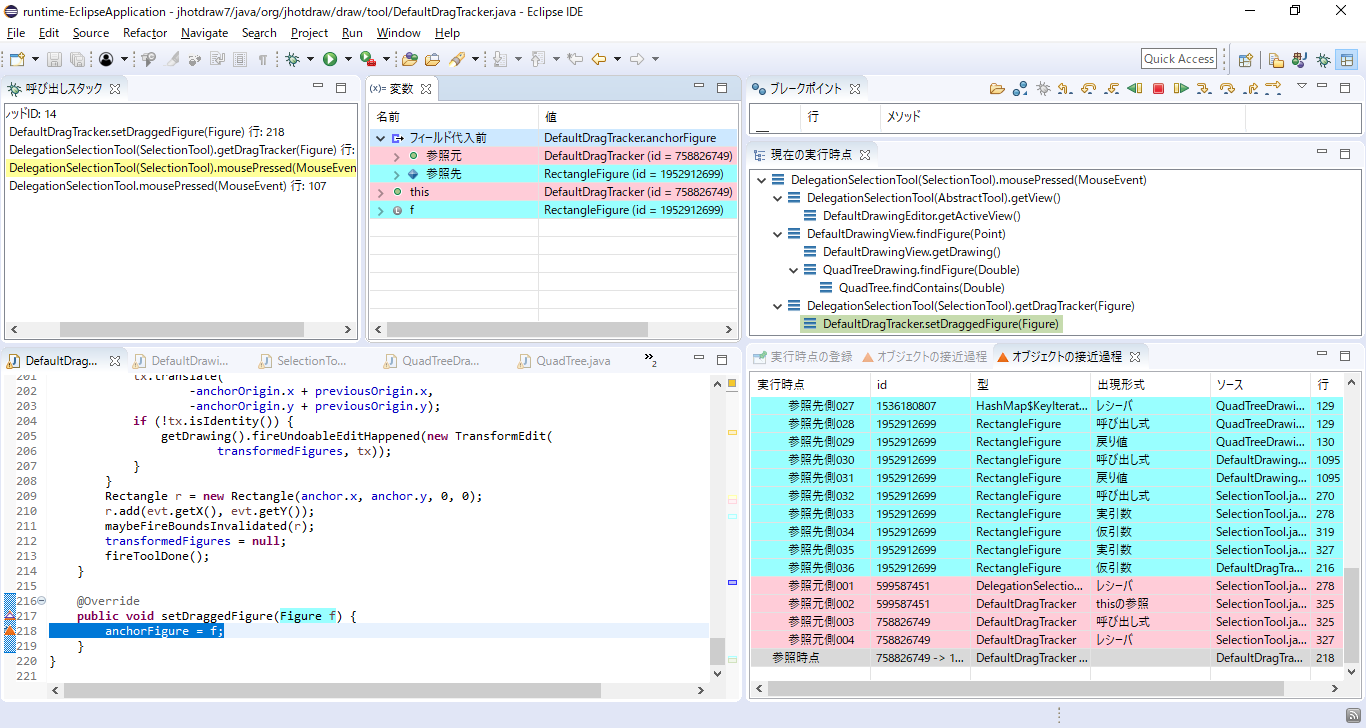 runtime-EclipseApplication - jhotdraw7/java/org/jhotdraw/draw/tool/DefaultDragTracker.java - Eclipse IDE
File Edit Source Refactor Navigate Search Project Run Window Help
Quick Access
呼び出しスタック
ノッドID: 14
DefaultDragTracker.setDraggedFigure(Figure) 行: 218
DelegationSelectionTool(SelectionTool).getDragTracker(Figure) 行:
DelegationSelectionTool(SelectionTool).mousePressed(MouseEven
DelegationSelectionTool.mousePressed(MouseEvent) 行: 107
(x)= 変数
名前 値
フィールド代入前 DefaultDragTracker.anchorFigure
参照元 DefaultDragTracker (id = 758826749)
参照先 RectangleFigure (id = 1952912699)
this DefaultDragTracker (id = 758826749)
f RectangleFigure (id = 1952912699)
ブレークポイント
行 メソッド
現在の実行時点
DelegationSelectionTool(SelectionTool).mousePressed(MouseEvent)
DelegationSelectionTool(AbstractTool).getView()
DefaultDrawingEditor.getActiveView()
DefaultDrawingView.findFigure(Point)
DefaultDrawingView.getDrawing()
QuadTreeDrawing.findFigure(Double)
QuadTree.findContains(Double)
DelegationSelectionTool(SelectionTool).getDragTracker(Figure)
DefaultDragTracker.setDraggedFigure(Figure)
DefaultDrag... DefaultDrawi... SelectionTo... QuadTreeDra... QuadTree.java »2
201 tx.translate(
202 -anchorOrigin.x + previousOrigin.x,
203 -anchorOrigin.y + previousOrigin.y);
204 if (!tx.isIdentity()) {
205 getDrawing().fireUndoableEditHappened(new TransformEdit(
206 transformedFigures, tx));
207 }
208 }
209 Rectangle r = new Rectangle(anchor.x, anchor.y, 0, 0);
210 r.add(evt.getX(), evt.getY());
211 maybeFireBoundsInvalidated(r);
212 transformedFigures = null;
213 fireToolDone();
214 }
215
216 @Override
217 public void setDraggedFigure(Figure f) {
218 anchorFigure = f;
219 }
220 }
221
実行時点の登録 オブジェクトの接近過程 オブジェクトの接近過程
実行時点 id 型 出現形式 ソース 行
参照先側027 1536180807 HashMap$KeyIterat... レシーバ QuadTreeDrawi... 129
参照先側028 1952912699 RectangleFigure 呼び出し式 QuadTreeDrawi... 129
参照先側029 1952912699 RectangleFigure 戻り値 QuadTreeDrawi... 130
参照先側030 1952912699 RectangleFigure 呼び出し式 DefaultDrawing... 1095
参照先側031 1952912699 RectangleFigure 戻り値 DefaultDrawing... 1095
参照先側032 1952912699 RectangleFigure 呼び出し式 SelectionTool.ja... 270
参照先側033 1952912699 RectangleFigure 実引数 SelectionTool.ja... 278
参照先側034 1952912699 RectangleFigure 仮引数 SelectionTool.ja... 319
参照先側035 1952912699 RectangleFigure 実引数 SelectionTool.ja... 327
参照先側036 1952912699 RectangleFigure 仮引数 DefaultDragTra... 216
参照元側001 599587451 DelegationSelectio... レシーバ SelectionTool.ja... 278
参照元側002 599587451 DefaultDragTracker thisの参照 SelectionTool.ja... 325
参照元側003 758826749 DefaultDragTracker 呼び出し式 SelectionTool.ja... 325
参照元側004 758826749 DefaultDragTracker レシーバ SelectionTool.ja... 327
参照時点 758826749 -> 1... DefaultDragTracker ... DefaultDragTra... 218